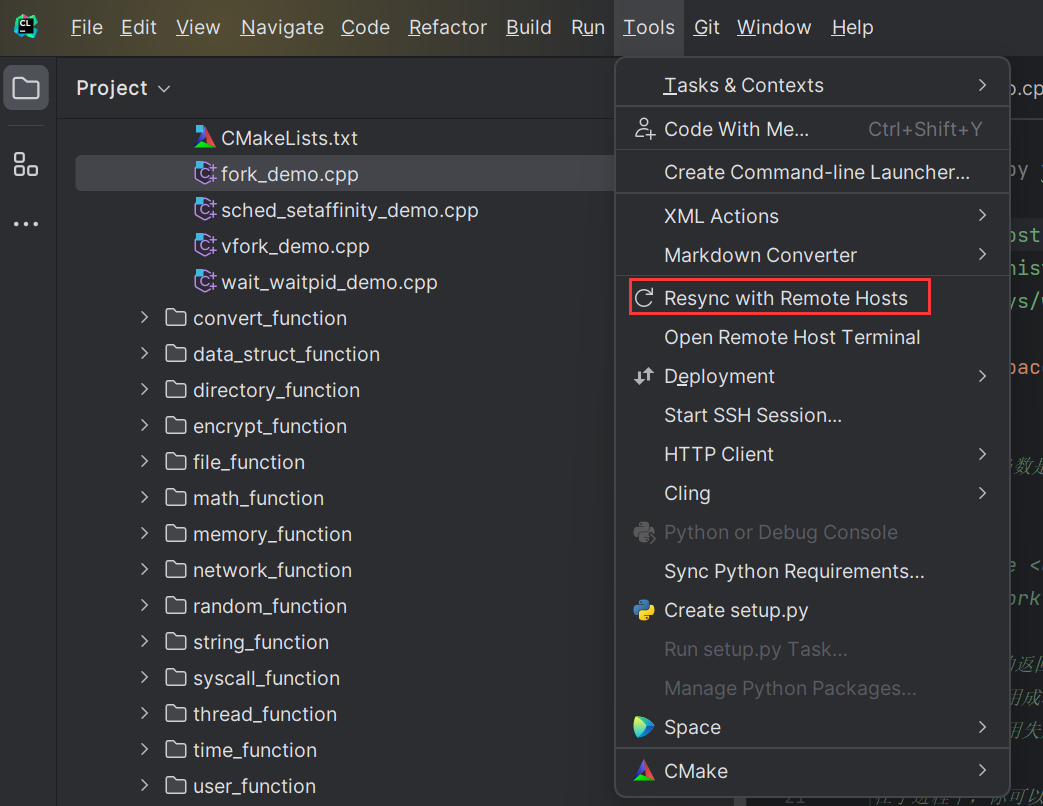 CL
File Edit View Navigate Code Refactor Build Run Tools Git Window Help
Project
CMakeLists.txt
fork_demo.cpp
sched_setaffinity_demo.cpp
vfork_demo.cpp
wait_waitpid_demo.cpp
convert_function
data_struct_function
directory_function
encrypt_function
file_function
math_function
memory_function
network_function
random_function
string_function
syscall_function
thread_function
time_function
user_function
Tasks & Contexts
Code With Me... Ctrl+Shift+Y
Create Command-line Launcher...
XML Actions
Markdown Converter
Resync with Remote Hosts
Open Remote Host Terminal
Deployment
Start SSH Session...
HTTP Client
Cling
Python or Debug Console
Sync Python Requirements...
Create setup.py
Run setup.py Task...
Manage Python Packages...
Space
CMake